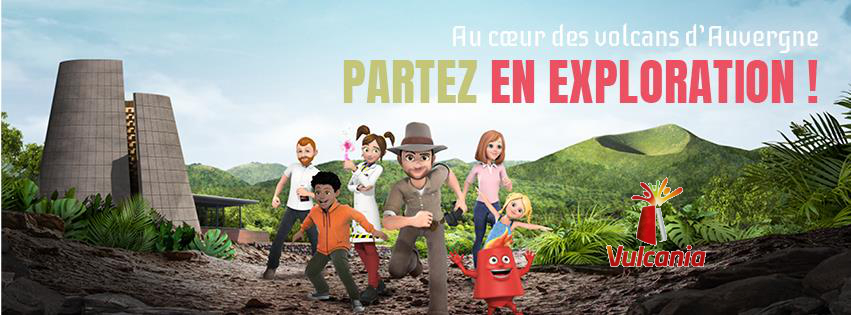 Au cœur des volcans d'Auvergne
PARTEZ EN EXPLORATION !
Vulcania